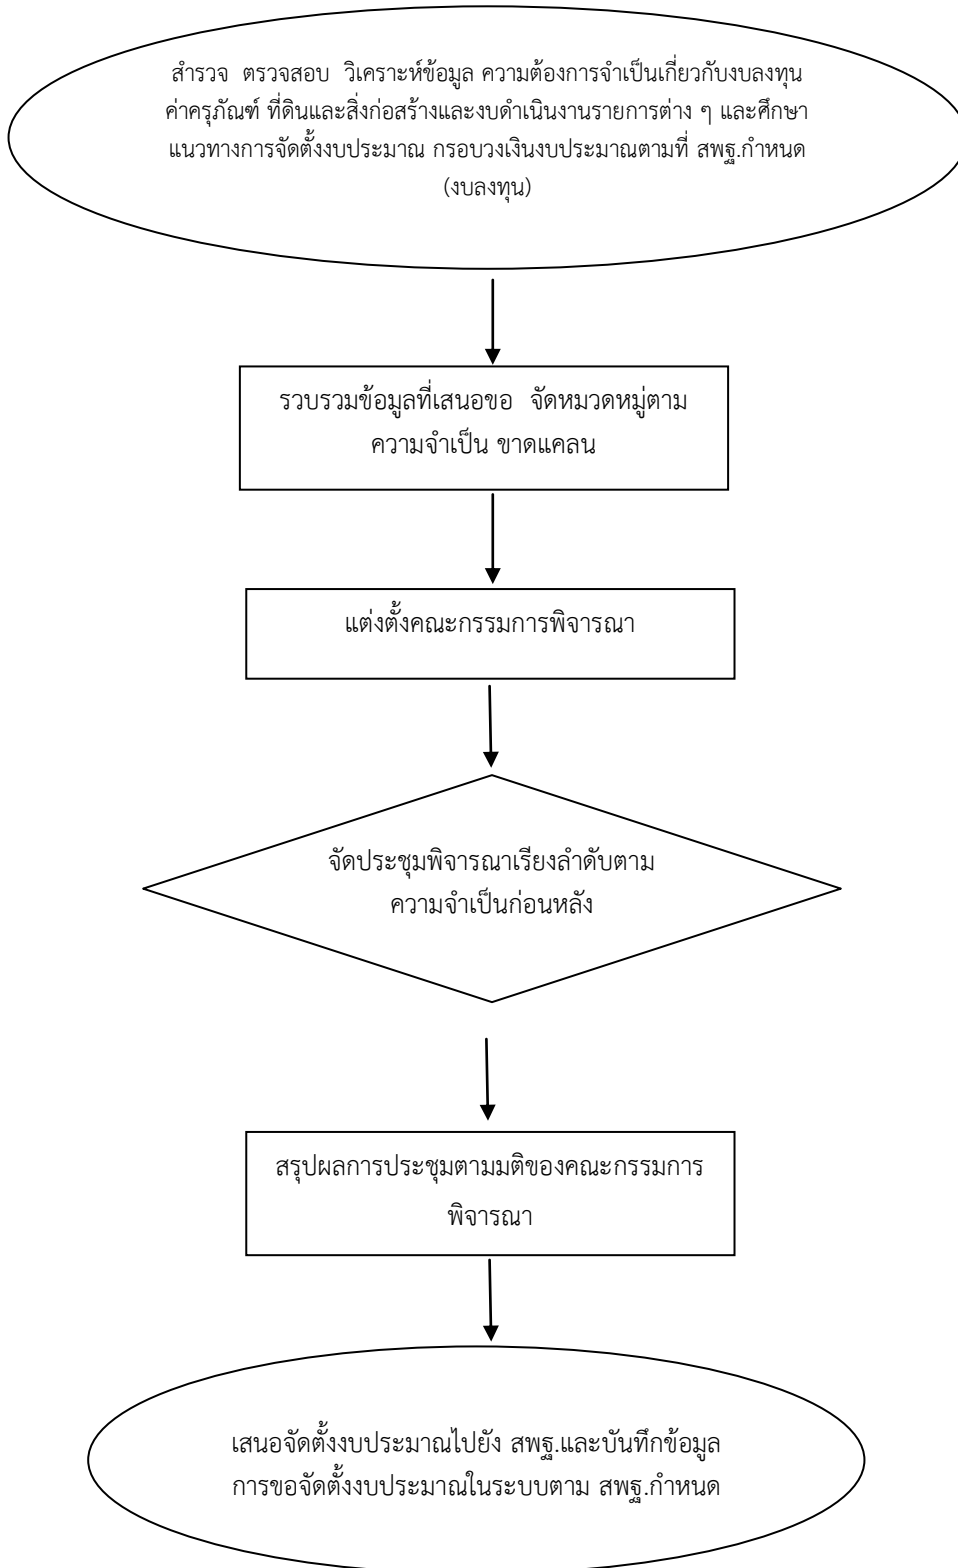 สำรวจ ตรวจสอบ วิเคราะห์ข้อมูล ความต้องการจำเป็นเกี่ยวกับงบลงทุน
ค่าครุภัณฑ์ ที่ดินและสิ่งก่อสร้างและงบดำเนินงานรายการต่าง ๆ และศึกษา
แนวทางการจัดตั้งงบประมาณ กรอบวงเงินงบประมาณตามที่ สพฐ.กำหนด
(งบลงทุน)
รวบรวมข้อมูลที่เสนอขอ จัดหมวดหมู่ตาม
ความจำเป็น ขาดแคลน
แต่งตั้งคณะกรรมการพิจารณา
จัดประชุมพิจารณาเรียงลำดับตาม
ความจำเป็นก่อนหลัง
สรุปผลการประชุมตามมติของคณะกรรมการ
พิจารณา
เสนอจัดตั้งงบประมาณไปยัง สพฐ.และบันทึกข้อมูล
การขอจัดตั้งงบประมาณในระบบตาม สพฐ.กำหนด